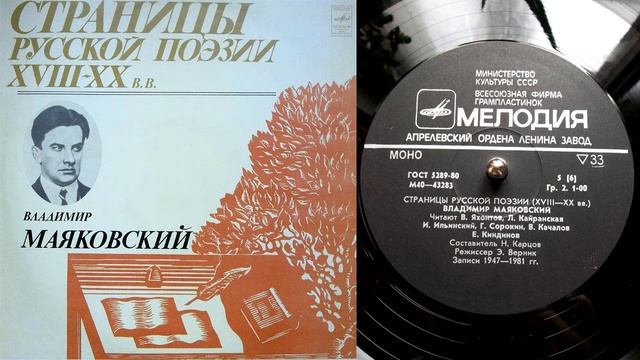 СТРАНИЦЫ
РУССКОЙ ПОЭЗИИ
XVIII-XX В.В.
ВЛАДИМИР
МАЯКОВСКИЙ
МИНИСТЕРСТВО
КУЛЬТУРЫ СССР
ВСЕСОЮЗНАЯ ФИРМА
ГРАМПЛАСТИНОК
МЕЛОДИЯ
АПРЕЛЕВСКИЙ ОРДЕНА ЛЕНИНА ЗАВОД
МОНО
33
ГОСТ 5289-80
М40—43283
5 [6]
Гр. 2. 1-00
СТРАНИЦЫ РУССКОЙ ПОЭЗИИ (XVIII—XX вв.)
ВЛАДИМИР МАЯКОВСКИЙ
Читают В. Яхонтов, Л. Кайранская
И. Ильинский, Г. Сорокин, В. Качалов
Е. Киндинов
Составитель Н. Карцов
Режиссер Э. Верник
Записи 1947—1981 гг.